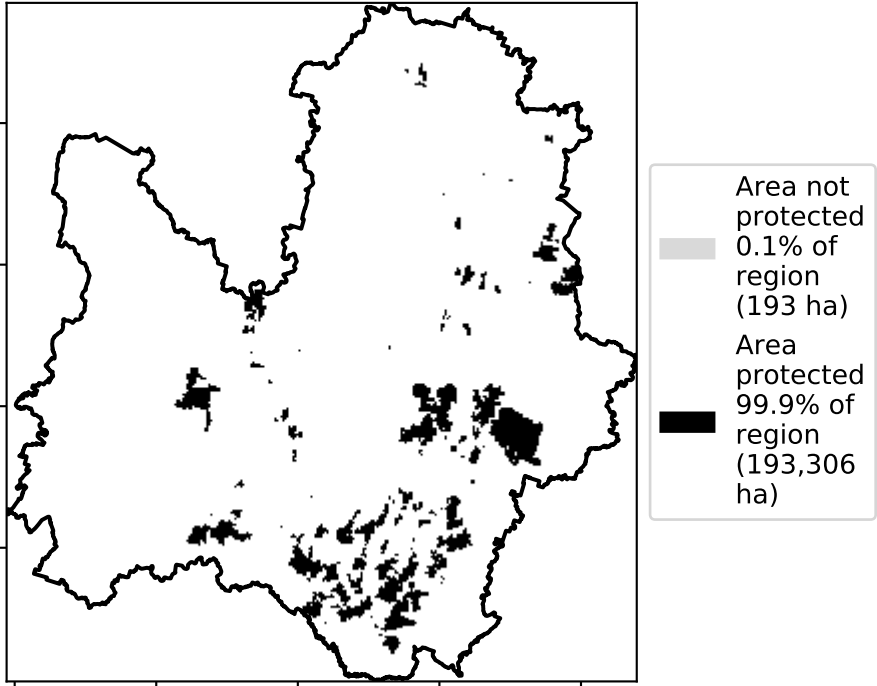 Area not
protected
0.1% of
region
(193 ha)
Area
protected
99.9% of
region
(193,306
ha)